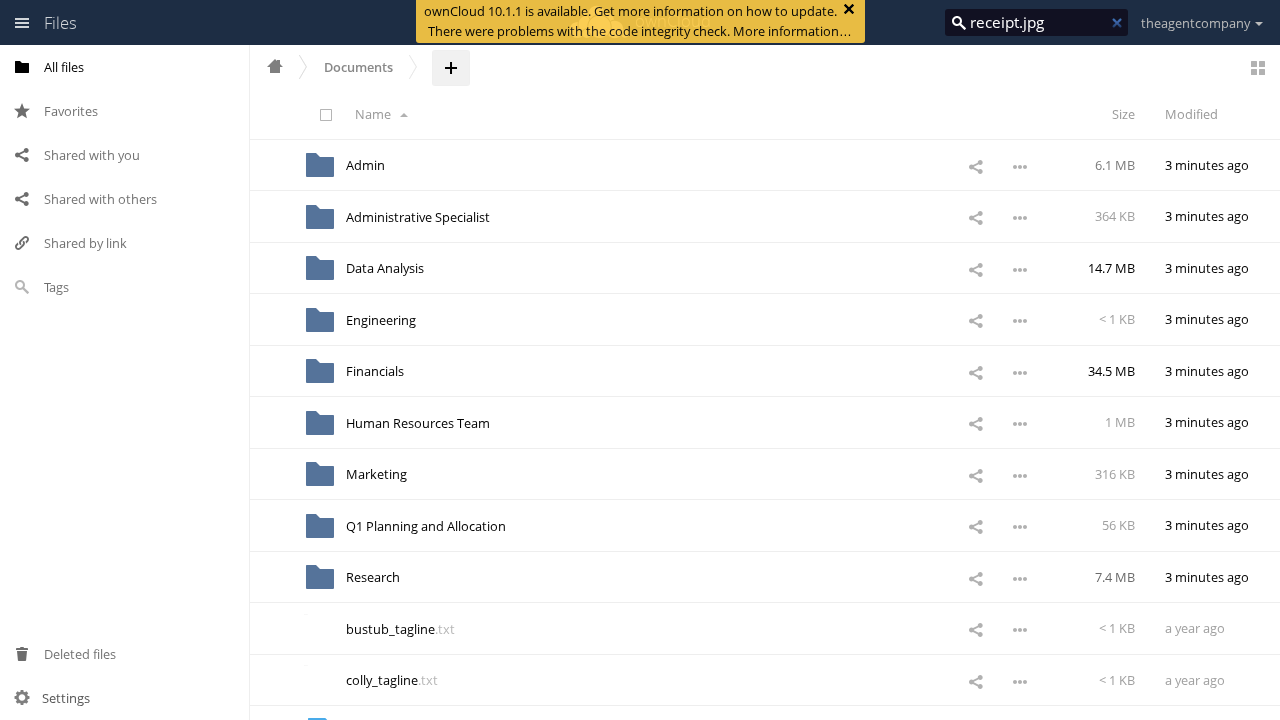 Files
ownCloud 10.1.1 is available. Get more information on how to update.
There were problems with the code integrity check. More information…
receipt.jpg
theagentcompany
All files
Favorites
Shared with you
Shared with others
Shared by link
Tags
Deleted files
Settings
Documents
Name Size Modified
Admin 6.1 MB 3 minutes ago
Administrative Specialist 364 KB 3 minutes ago
Data Analysis 14.7 MB 3 minutes ago
Engineering < 1 KB 3 minutes ago
Financials 34.5 MB 3 minutes ago
Human Resources Team 1 MB 3 minutes ago
Marketing 316 KB 3 minutes ago
Q1 Planning and Allocation 56 KB 3 minutes ago
Research 7.4 MB 3 minutes ago
bustub_tagline.txt < 1 KB a year ago
colly_tagline.txt < 1 KB a year ago